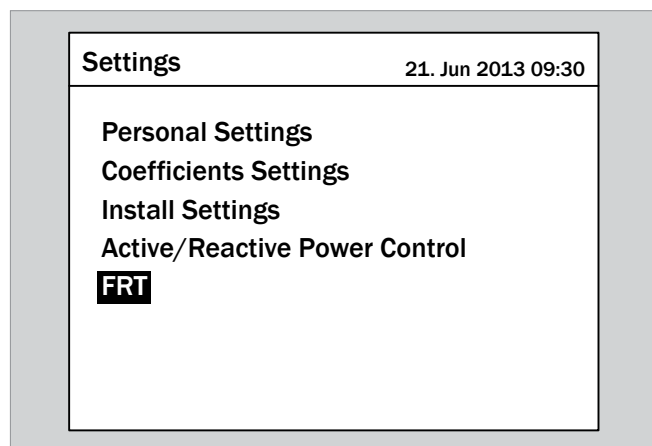 Settings
21. Jun 2013 09:30
Personal Settings
Coefficients Settings
Install Settings
Active/Reactive Power Control
FRT